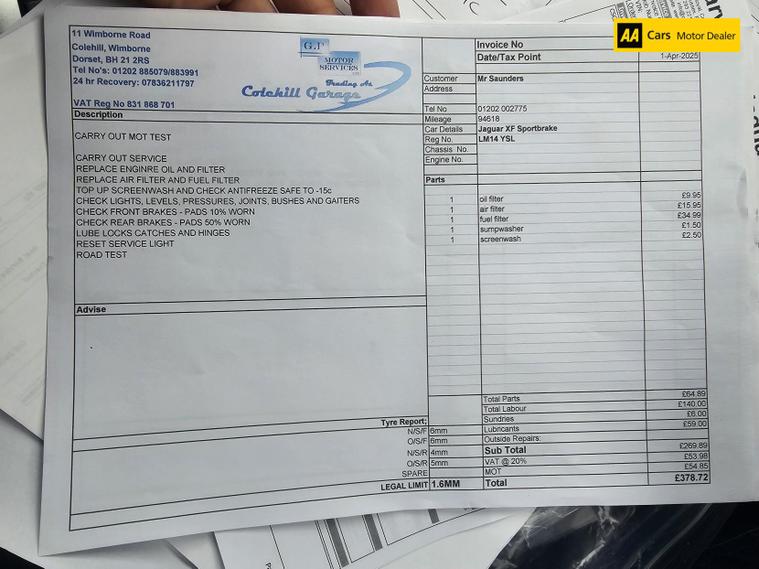 11 Wimborne Road
Colehill, Wimborne
Dorset, BH 21 2RS
Tel No's: 01202 885079/883991
24 hr Recovery: 07836211797
VAT Reg No 831 868 701
G.F
MOTOR
SERVICES
Trading As
Colehill Garage
AA Cars Motor Dealer
Invoice No
Date/Tax Point 1-Apr-2025
Customer Mr Saunders
Address
Tel No 01202 002775
Mileage 94618
Car Details Jaguar XF Sportbrake
Reg No. LM14 YSL
Chassis No.
Engine No.
Description
CARRY OUT MOT TEST
CARRY OUT SERVICE
REPLACE ENGINRE OIL AND FILTER
REPLACE AIR FILTER AND FUEL FILTER
TOP UP SCREENWASH AND CHECK ANTIFREEZE SAFE TO -15c
CHECK LIGHTS, LEVELS, PRESSURES, JOINTS, BUSHES AND GAITERS
CHECK FRONT BRAKES - PADS 10% WORN
CHECK REAR BRAKES - PADS 50% WORN
LUBE LOCKS CATCHES AND HINGES
RESET SERVICE LIGHT
ROAD TEST
Parts
1 oil filter £9.95
1 air filter £15.95
1 fuel filter £34.99
1 sumpwasher £1.50
1 screenwash £2.50
Advise
Tyre Report;
N/S/F 6mm
O/S/F 6mm
N/S/R 4mm
O/S/R 5mm
SPARE
LEGAL LIMIT 1.6MM
Total Parts £64.89
Total Labour £140.00
Sundries £6.00
Lubricants £59.00
Outside Repairs:
Sub Total £269.89
VAT @ 20% £53.98
MOT £54.85
Total £378.72